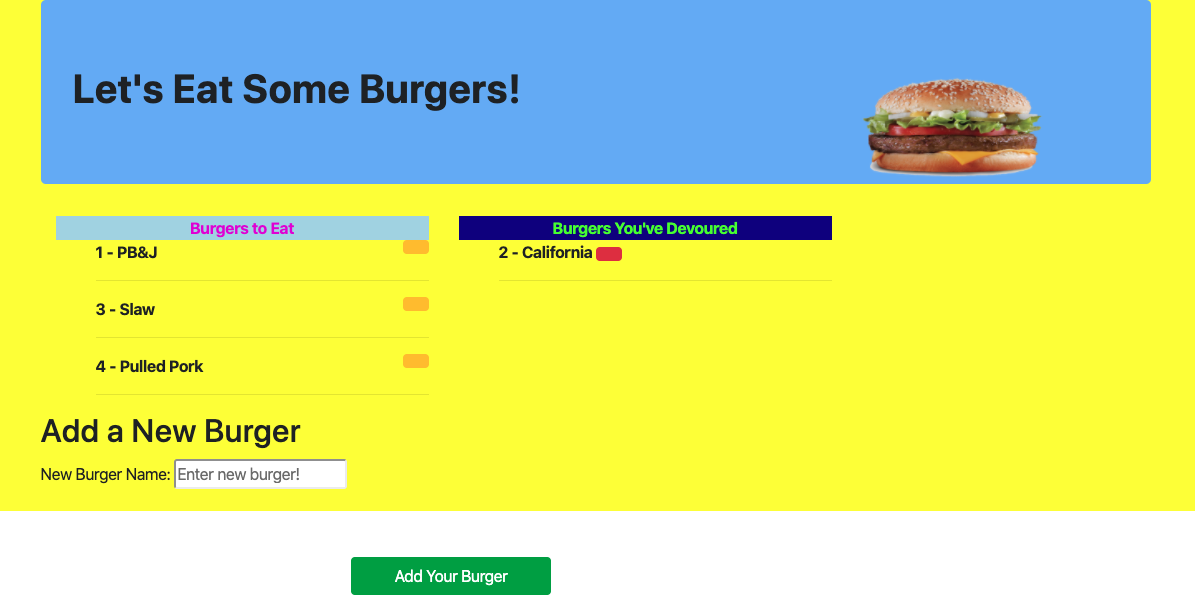 Let's Eat Some Burgers!
Burgers to Eat
1 - PB&J
3 - Slaw
4 - Pulled Pork
Burgers You've Devoured
2 - California
Add a New Burger
New Burger Name: Enter new burger!
Add Your Burger